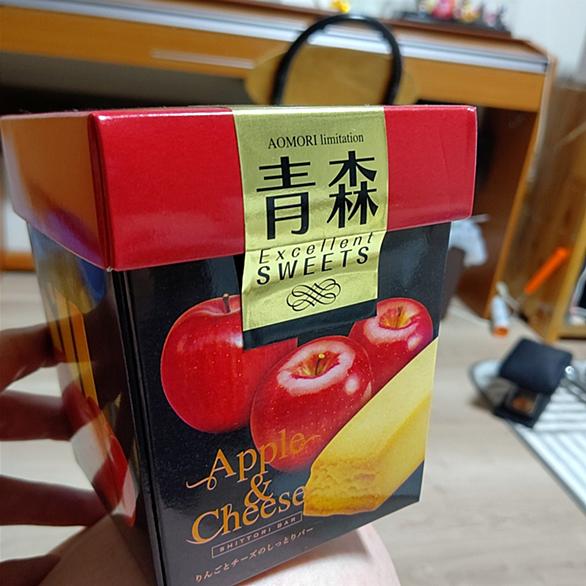 AOMORI limitation
青森
Excellent
SWEETS
Apple
&
Cheese
SHITTORI BAR
りんごとチーズのしっとりバー